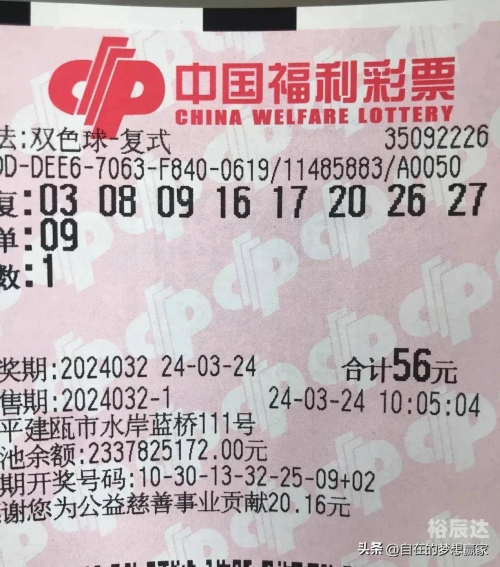 中国福利彩票
CHINA WELFARE LOTTERY
法:双色球-复式 35092226
DD-DEE6-7063-F840-0619/11485883/A0050
复:03 08 09 16 17 20 26 27
单:09
数:1
奖期:2024032 24-03-24 合计56元
售期:2024032-1 24-03-24 10:05:04
平建瓯市水岸蓝桥111号
池余额:2337825172.00元
期开奖号码:10-30-13-32-25-09+02
谢您为公益慈善事业贡献20.16元
裕辰达
头条 @自在的梦想赢家